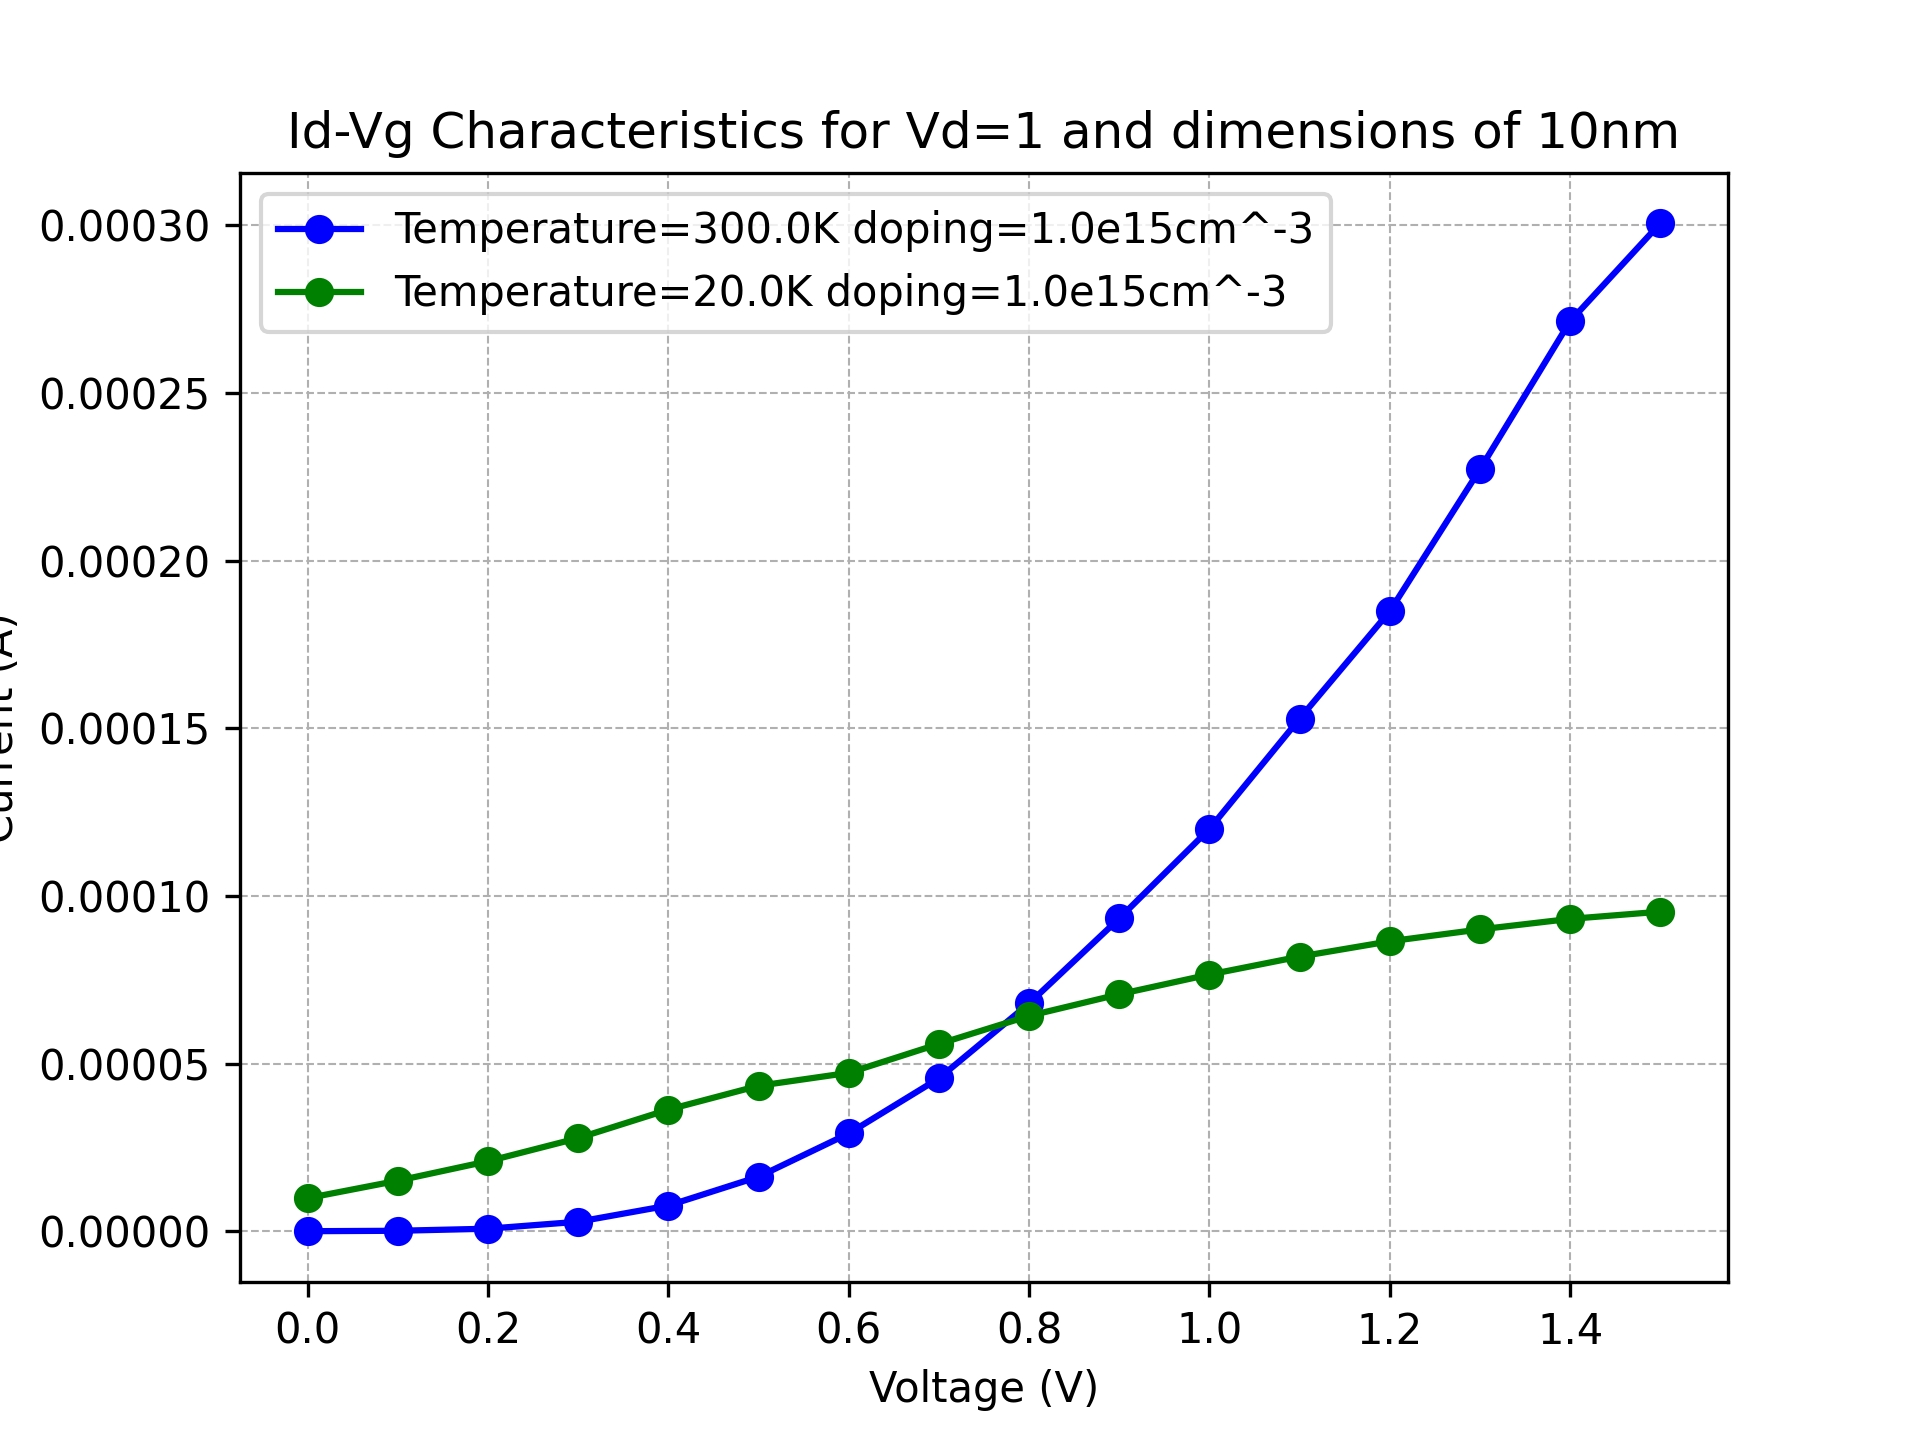 Id-Vg Characteristics for Vd=1 and dimensions of 10nm
Temperature=300.0K doping=1.0e15cm^-3
Temperature=20.0K doping=1.0e15cm^-3
0.00030
0.00025
0.00020
0.00015
0.00010
0.00005
0.00000
Current (A)
0.0 0.2 0.4 0.6 0.8 1.0 1.2 1.4
Voltage (V)